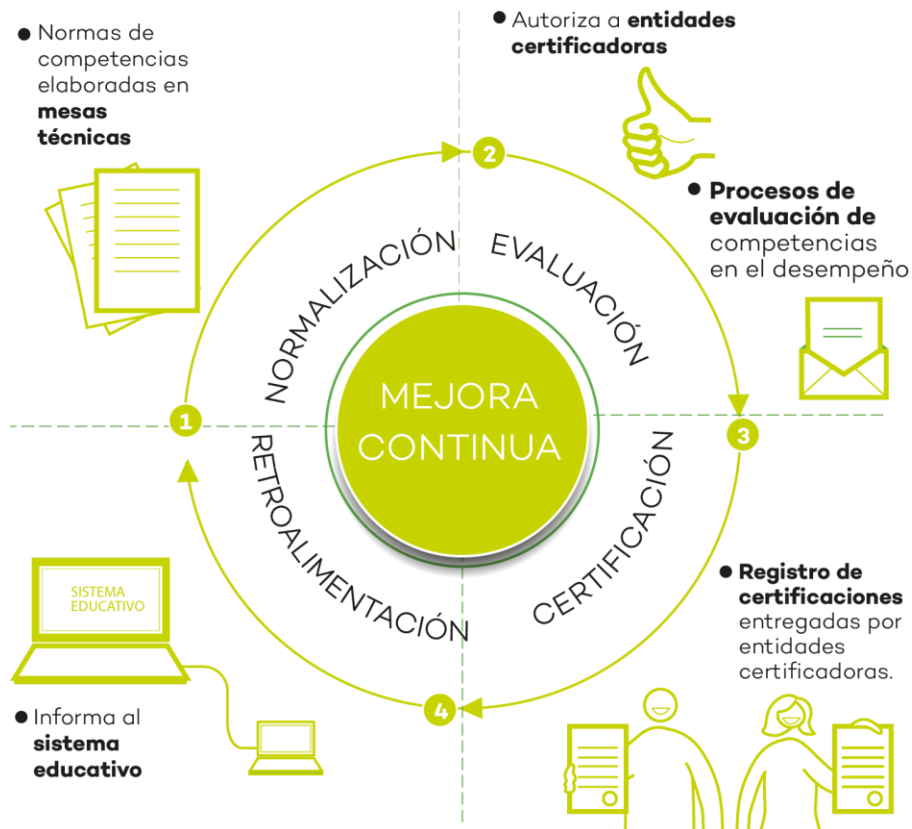 ● Normas de
competencias
elaboradas en
mesas
técnicas
● Autoriza a entidades
certificadoras
● Procesos de
evaluación de
competencias
en el desempeño
1
NORMALIZACIÓN
2
EVALUACIÓN
MEJORA
CONTINUA
3
CERTIFICACIÓN
4
RETROALIMENTACIÓN
● Registro de
certificaciones
entregadas por
entidades
certificadoras.
SISTEMA
EDUCATIVO
● Informa al
sistema
educativo